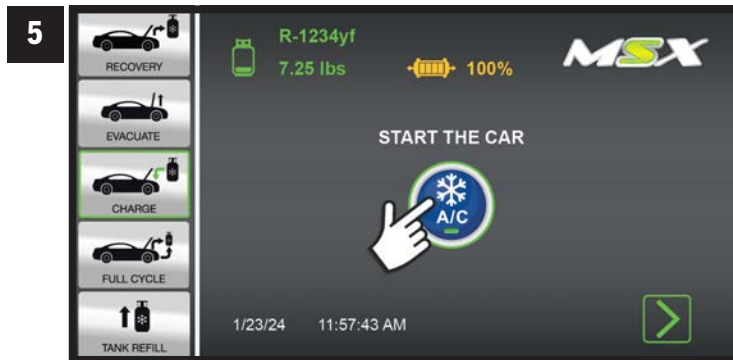 5
RECOVERY
EVACUATE
CHARGE
FULL CYCLE
TANK REFILL
R-1234yf
7.25 lbs
100%
MSX
START THE CAR
A/C
1/23/24 11:57:43 AM